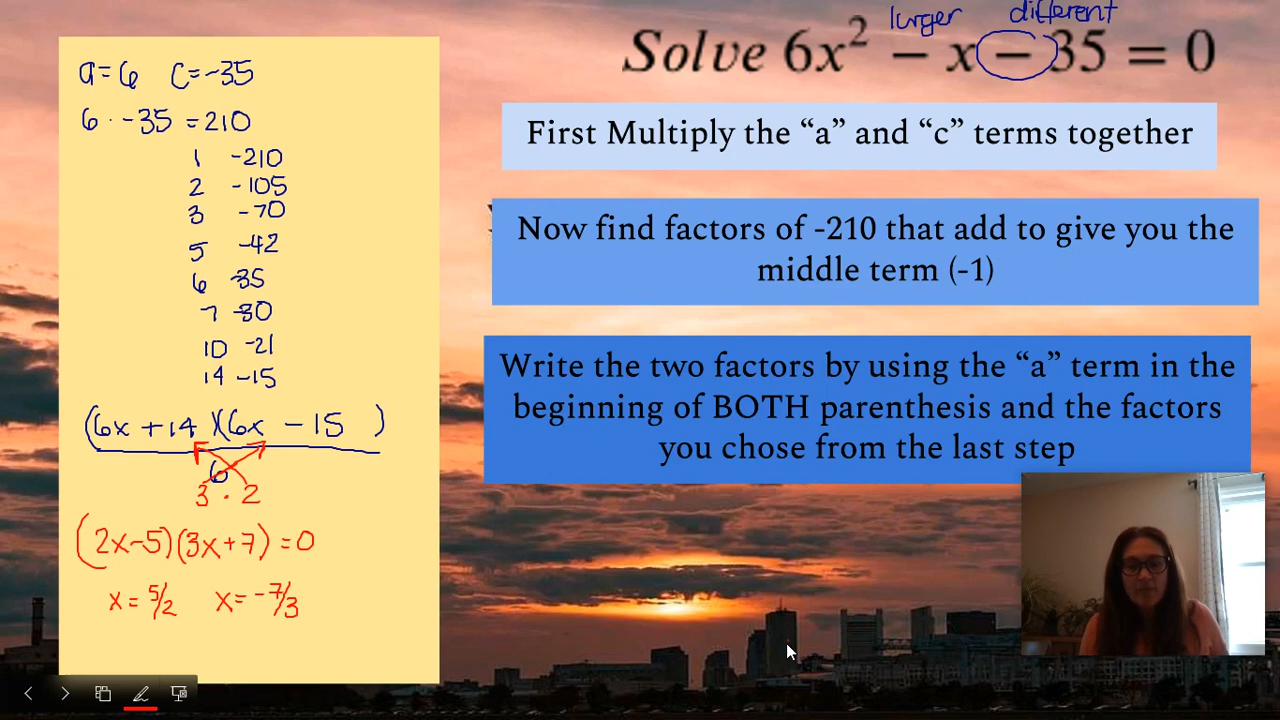 a=6 c=-35
6 · -35 = 210
1 -210
2 -105
3 -70
5 -42
6 -35
7 -30
10 -21
14 -15
(6x +14 )(6x - 15 )
6
3 · 2
(2x-5)(3x+7) = 0
x= 5/2 x= -7/3
larger different
Solve 6x² − x − 35 = 0
First Multiply the “a” and “c” terms together
Now find factors of -210 that add to give you the
middle term (-1)
Write the two factors by using the “a” term in the
beginning of BOTH parenthesis and the factors
you chose from the last step